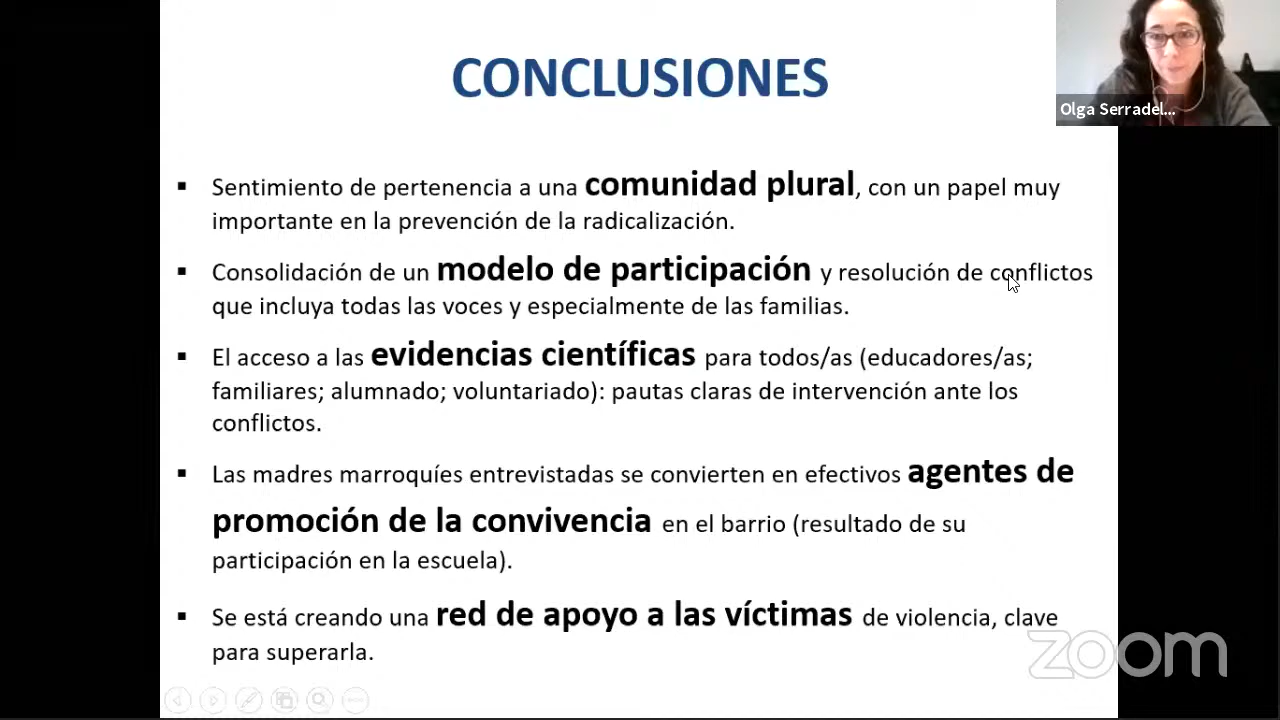 CONCLUSIONES
Olga Serradel...
▪ Sentimiento de pertenencia a una comunidad plural, con un papel muy
importante en la prevención de la radicalización.
▪ Consolidación de un modelo de participación y resolución de conflictos
que incluya todas las voces y especialmente de las familias.
▪ El acceso a las evidencias científicas para todos/as (educadores/as;
familiares; alumnado; voluntariado): pautas claras de intervención ante los
conflictos.
▪ Las madres marroquíes entrevistadas se convierten en efectivos agentes de
promoción de la convivencia en el barrio (resultado de su
participación en la escuela).
▪ Se está creando una red de apoyo a las víctimas de violencia, clave
para superarla.
zoom